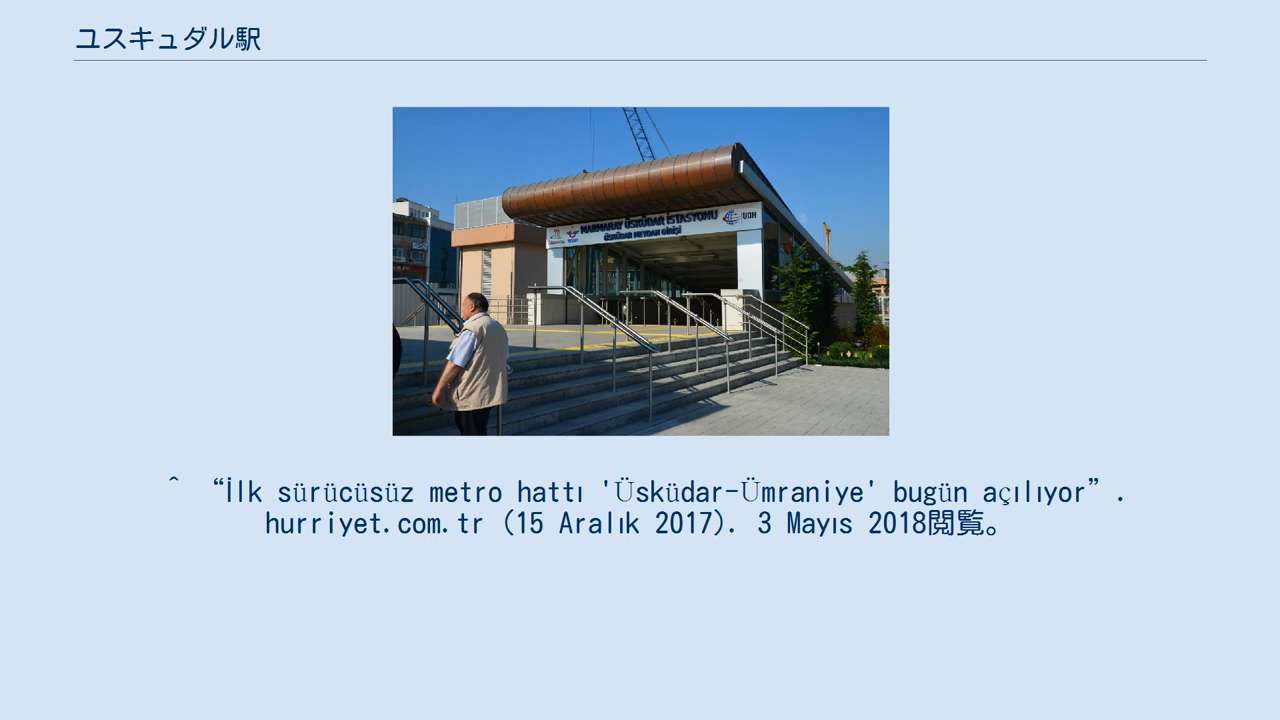 ユスキュダル駅
MARMARAY ÜSKÜDAR İSTASYONU
ÜSKÜDAR MEYDAN GİRİŞİ
UDH
^ “İlk sürücüsüz metro hattı 'Üsküdar-Ümraniye' bugün açılıyor”.
hurriyet.com.tr (15 Aralık 2017). 3 Mayıs 2018閲覧。